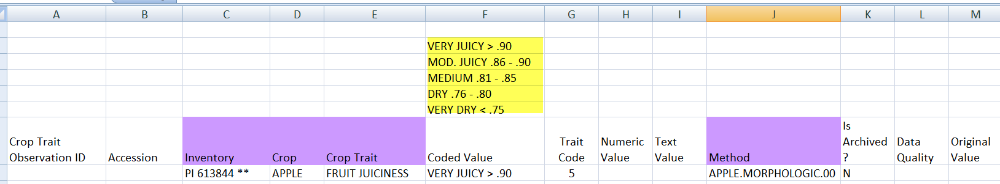 A B C D E F G H I J K L M
VERY JUICY > .90
MOD. JUICY .86 - .90
MEDIUM .81 - .85
DRY .76 - .80
VERY DRY < .75
Crop Trait Observation ID Accession Inventory Crop Crop Trait Coded Value Trait Code Numeric Value Text Value Method Is Archived ? Data Quality Original Value
PI 613844 ** APPLE FRUIT JUICINESS VERY JUICY > .90 5 APPLE.MORPHOLOGIC.00 N